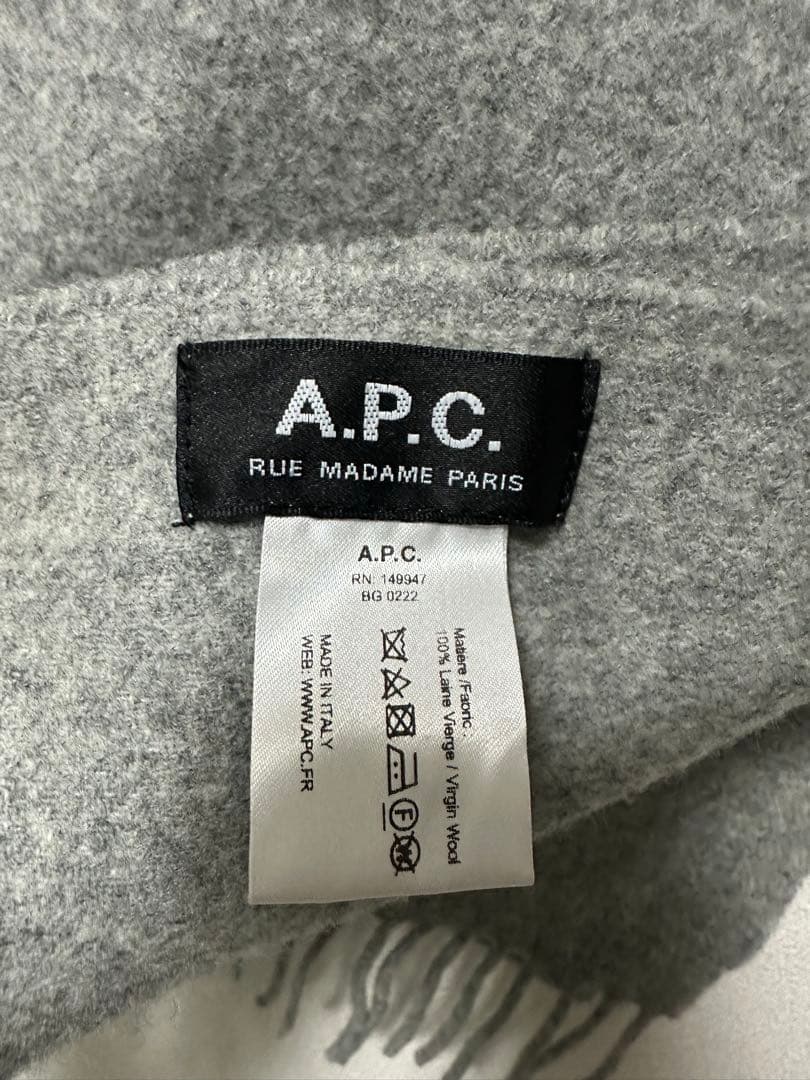 A.P.C.
RUE MADAME PARIS
A.P.C.
RN: 149947
BG 0222
Matière /Fabric :
100% Laine Vierge / Virgin Wool
F
W
MADE IN ITALY
WEB: WWW.APC.FR